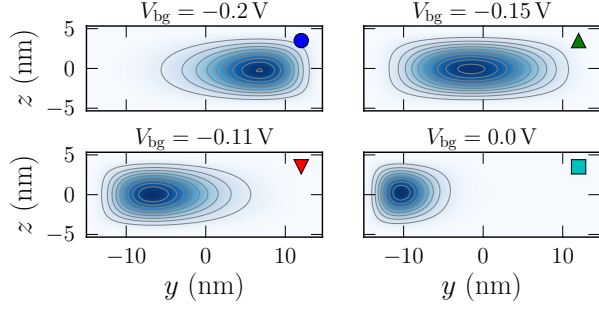 V_bg = −0.2 V
V_bg = −0.15 V
z (nm)
5
0
−5
V_bg = −0.11 V
V_bg = 0.0 V
z (nm)
5
0
−5
−10 0 10
−10 0 10
y (nm)
y (nm)